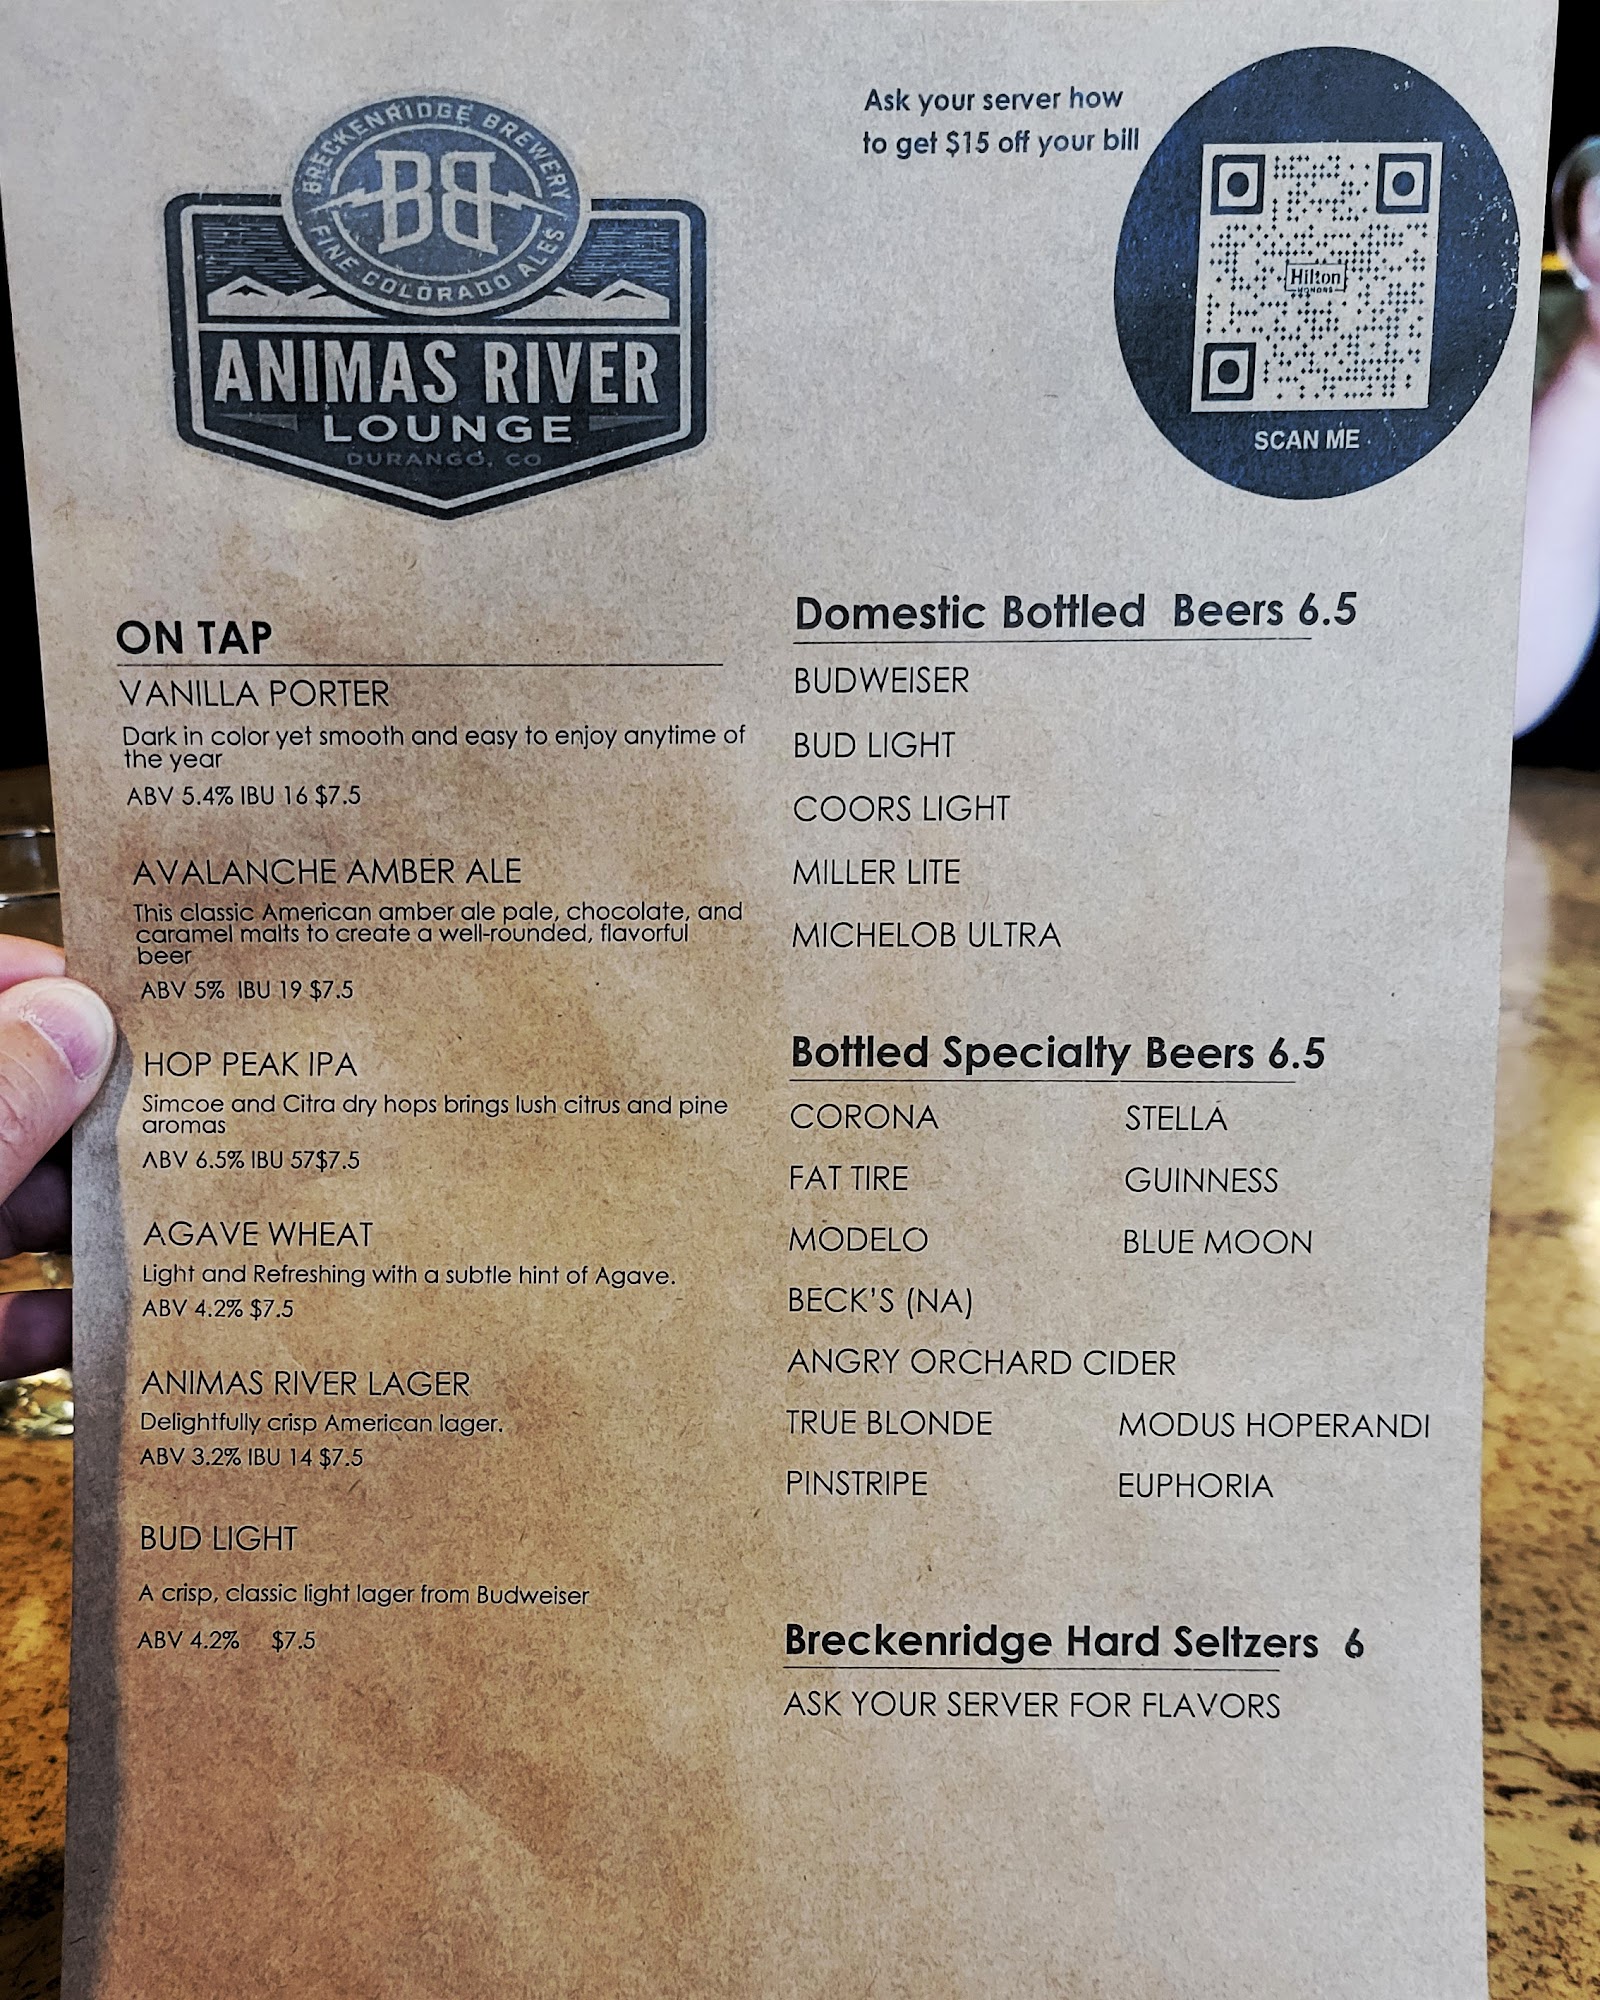 BRECKENRIDGE BREWERY
BB
FINE COLORADO ALES
ANIMAS RIVER
LOUNGE
DURANGO, CO
Ask your server how
to get $15 off your bill
Hilton
HONORS
SCAN ME
ON TAP
VANILLA PORTER
Dark in color yet smooth and easy to enjoy anytime of
the year
ABV 5.4% IBU 16 $7.5
AVALANCHE AMBER ALE
This classic American amber ale pale, chocolate, and
caramel malts to create a well-rounded, flavorful
beer
ABV 5% IBU 19 $7.5
HOP PEAK IPA
Simcoe and Citra dry hops brings lush citrus and pine
aromas
ABV 6.5% IBU 57$7.5
AGAVE WHEAT
Light and Refreshing with a subtle hint of Agave.
ABV 4.2% $7.5
ANIMAS RIVER LAGER
Delightfully crisp American lager.
ABV 3.2% IBU 14 $7.5
BUD LIGHT
A crisp, classic light lager from Budweiser
ABV 4.2% $7.5
Domestic Bottled Beers 6.5
BUDWEISER
BUD LIGHT
COORS LIGHT
MILLER LITE
MICHELOB ULTRA
Bottled Specialty Beers 6.5
CORONA STELLA
FAT TIRE GUINNESS
MODELO BLUE MOON
BECK'S (NA)
ANGRY ORCHARD CIDER
TRUE BLONDE MODUS HOPERANDI
PINSTRIPE EUPHORIA
Breckenridge Hard Seltzers 6
ASK YOUR SERVER FOR FLAVORS